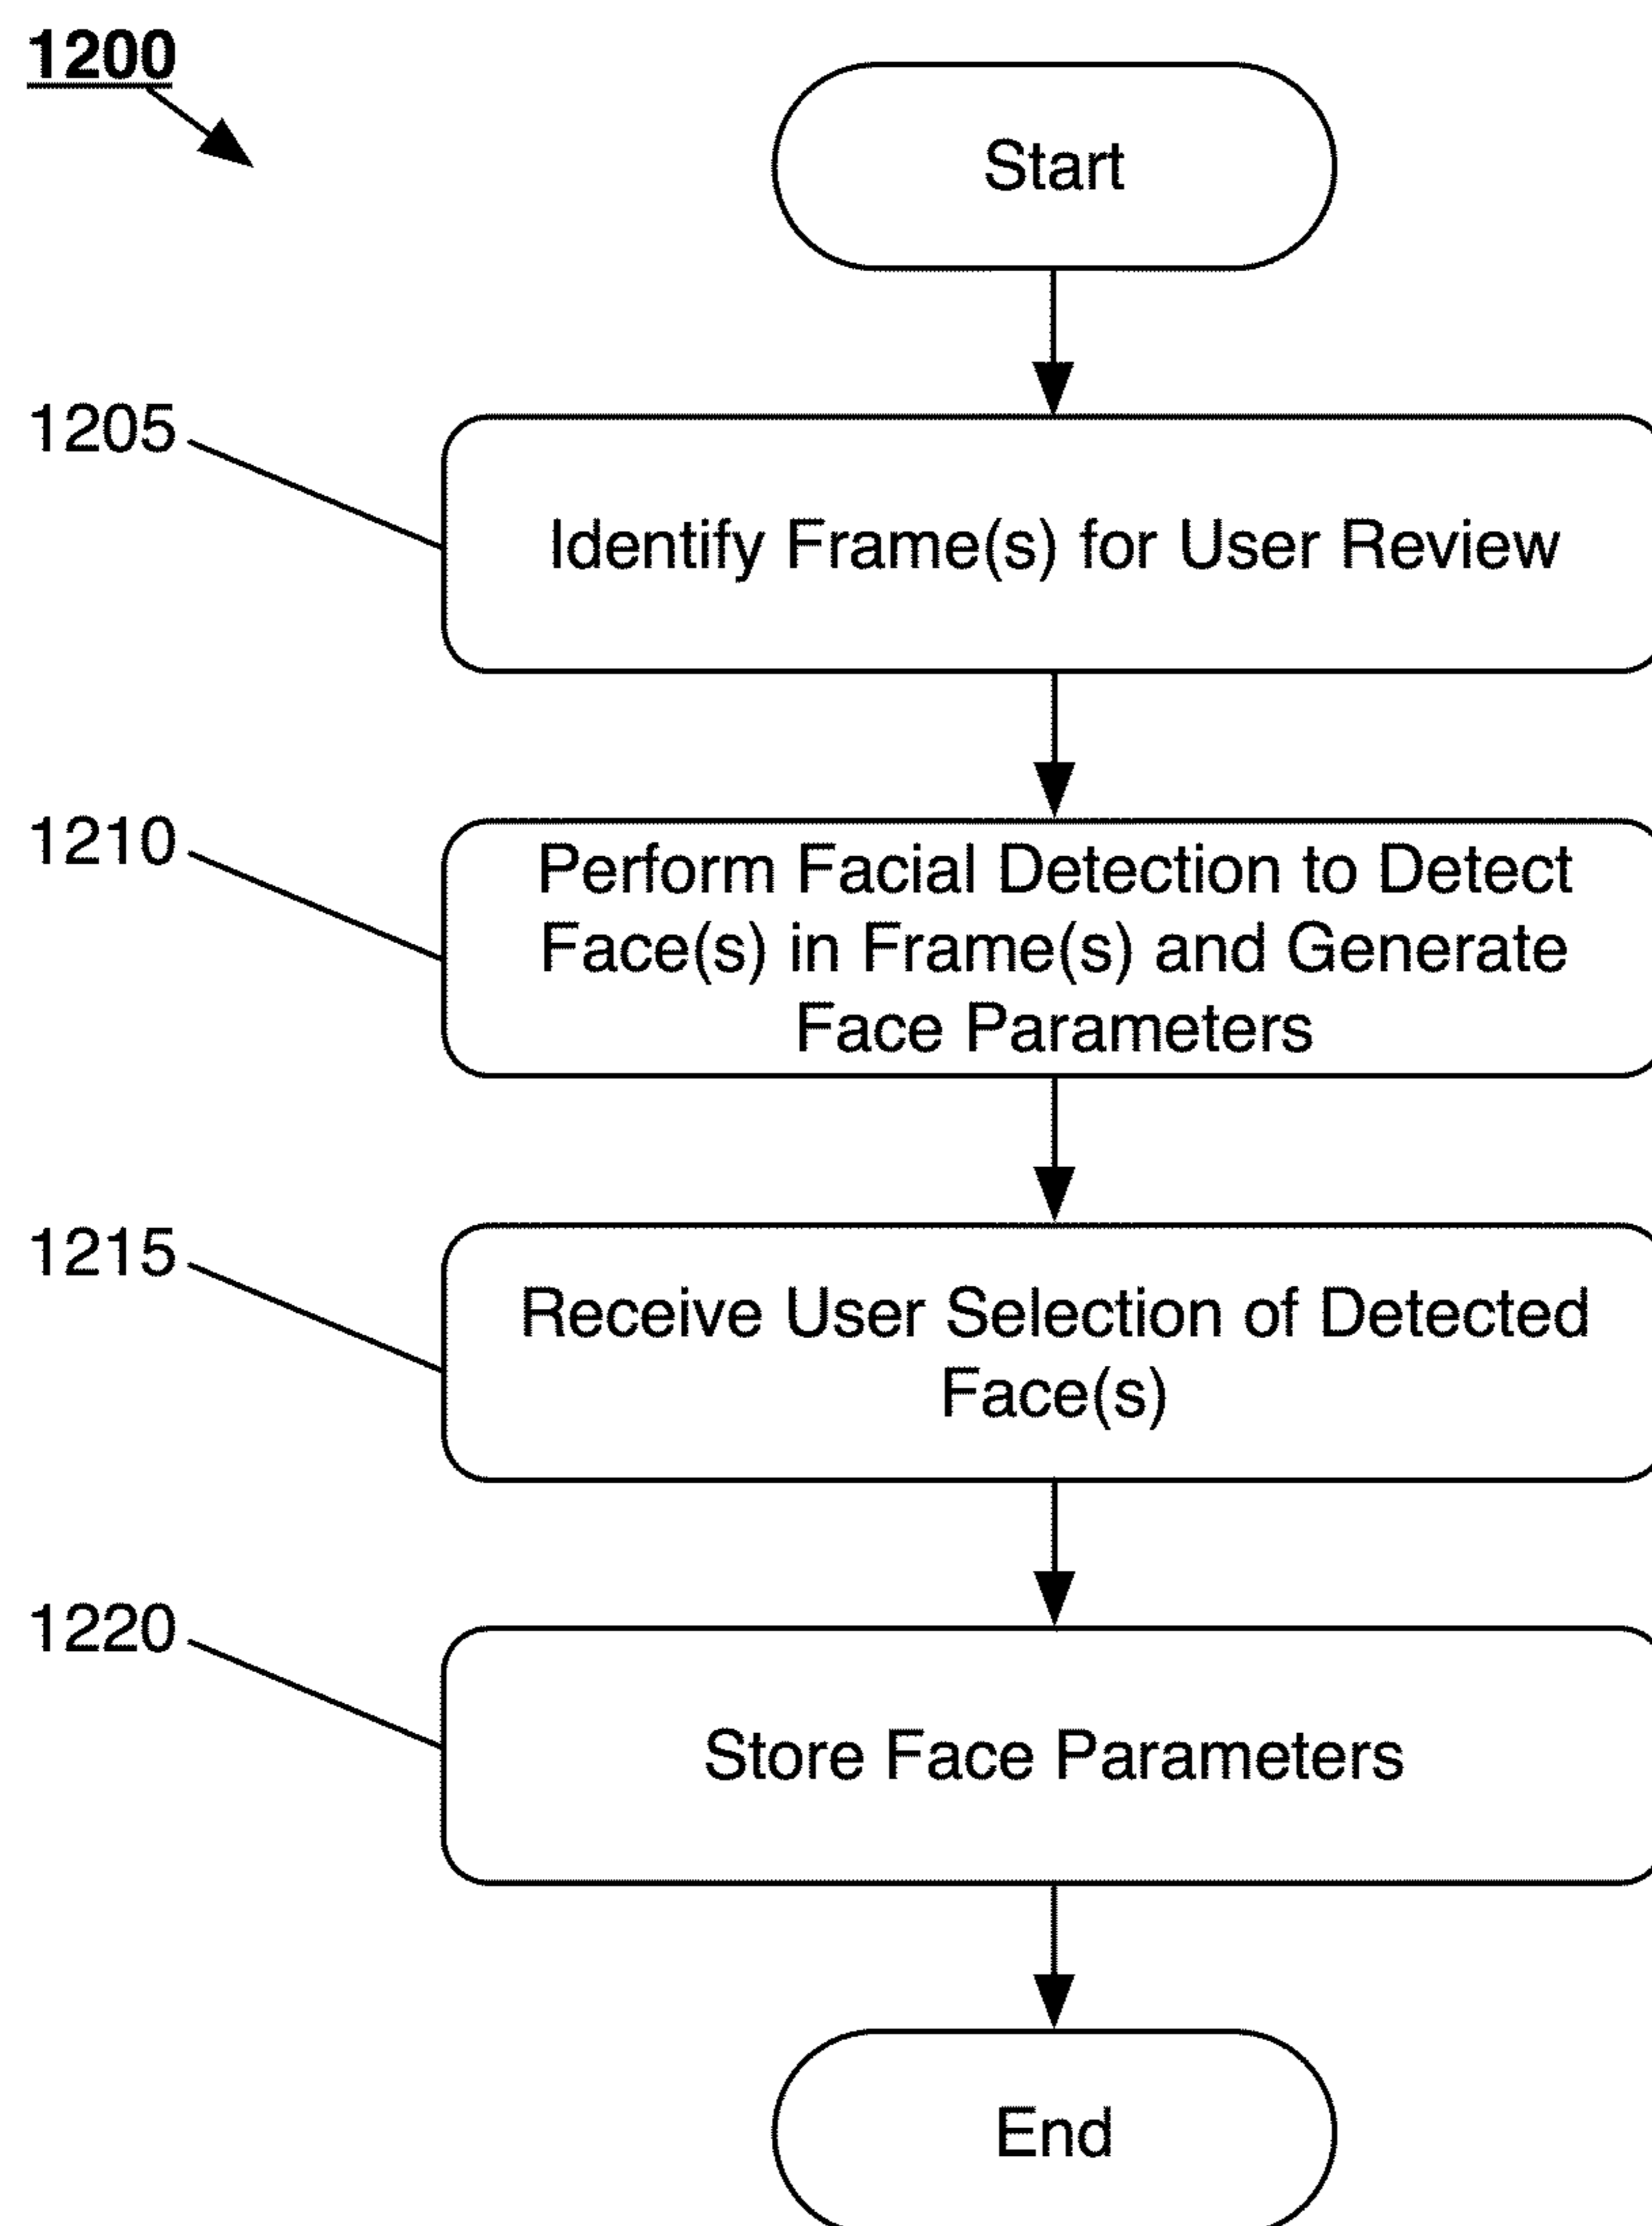 1200
Start
1205
Identify Frame(s) for User Review
1210
Perform Facial Detection to Detect
Face(s) in Frame(s) and Generate
Face Parameters
1215
Receive User Selection of Detected
Face(s)
1220
Store Face Parameters
End